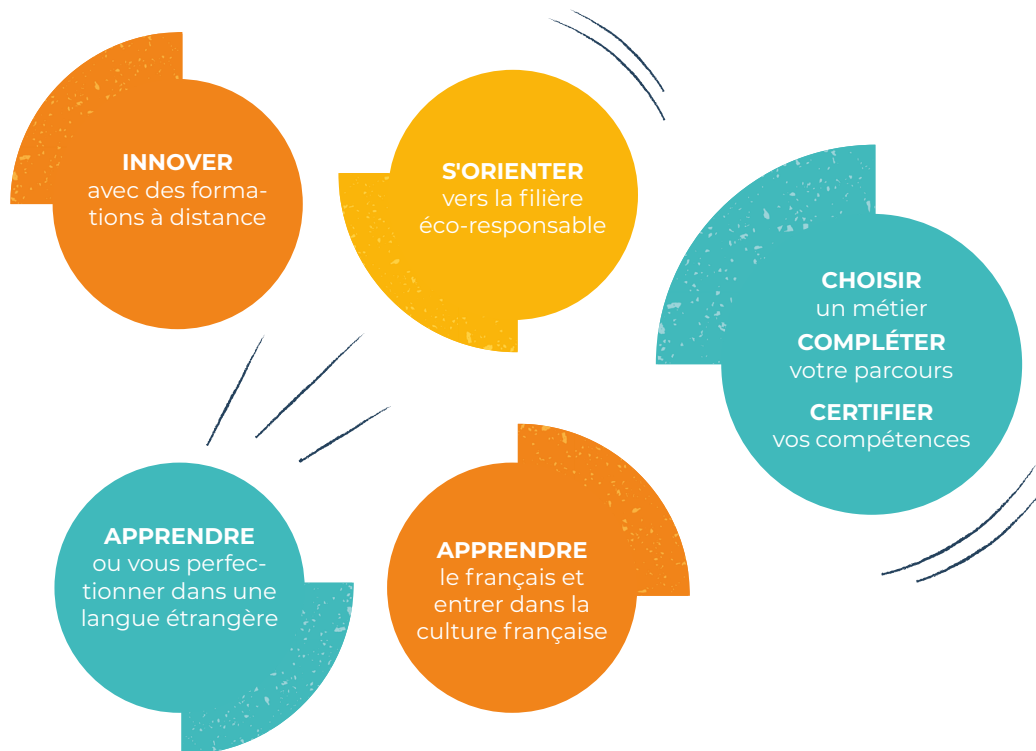 INNOVER
avec des forma-
tions à distance
S'ORIENTER
vers la filière
éco-responsable
CHOISIR
un métier
COMPLÉTER
votre parcours
CERTIFIER
vos compétences
APPRENDRE
ou vous perfec-
tionner dans une
langue étrangère
APPRENDRE
le français et
entrer dans la
culture française